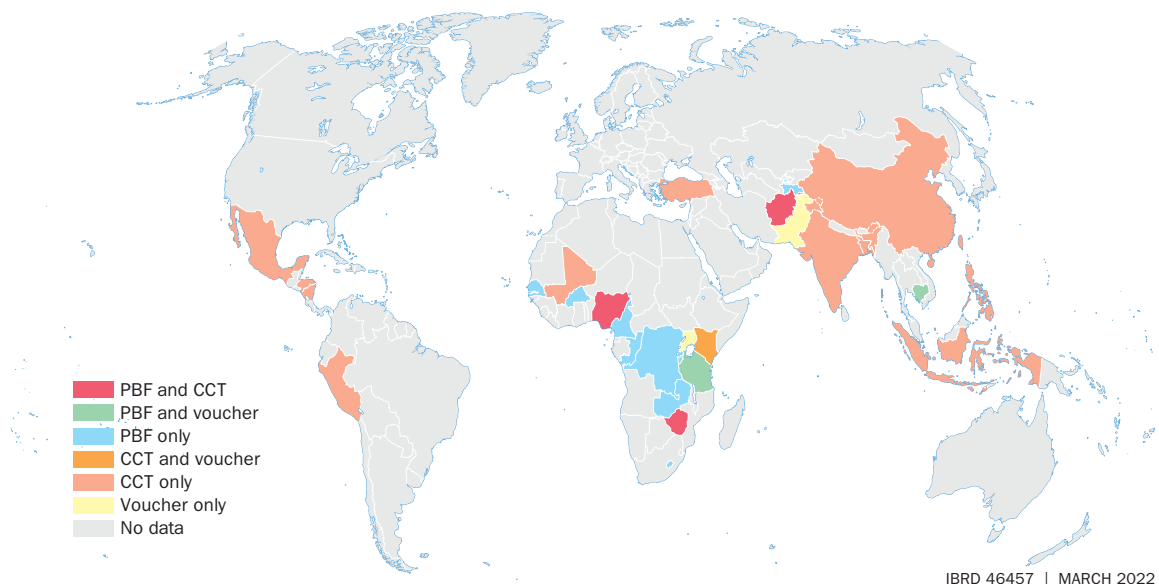 PBF and CCT
PBF and voucher
PBF only
CCT and voucher
CCT only
Voucher only
No data
IBRD 46457 | MARCH 2022